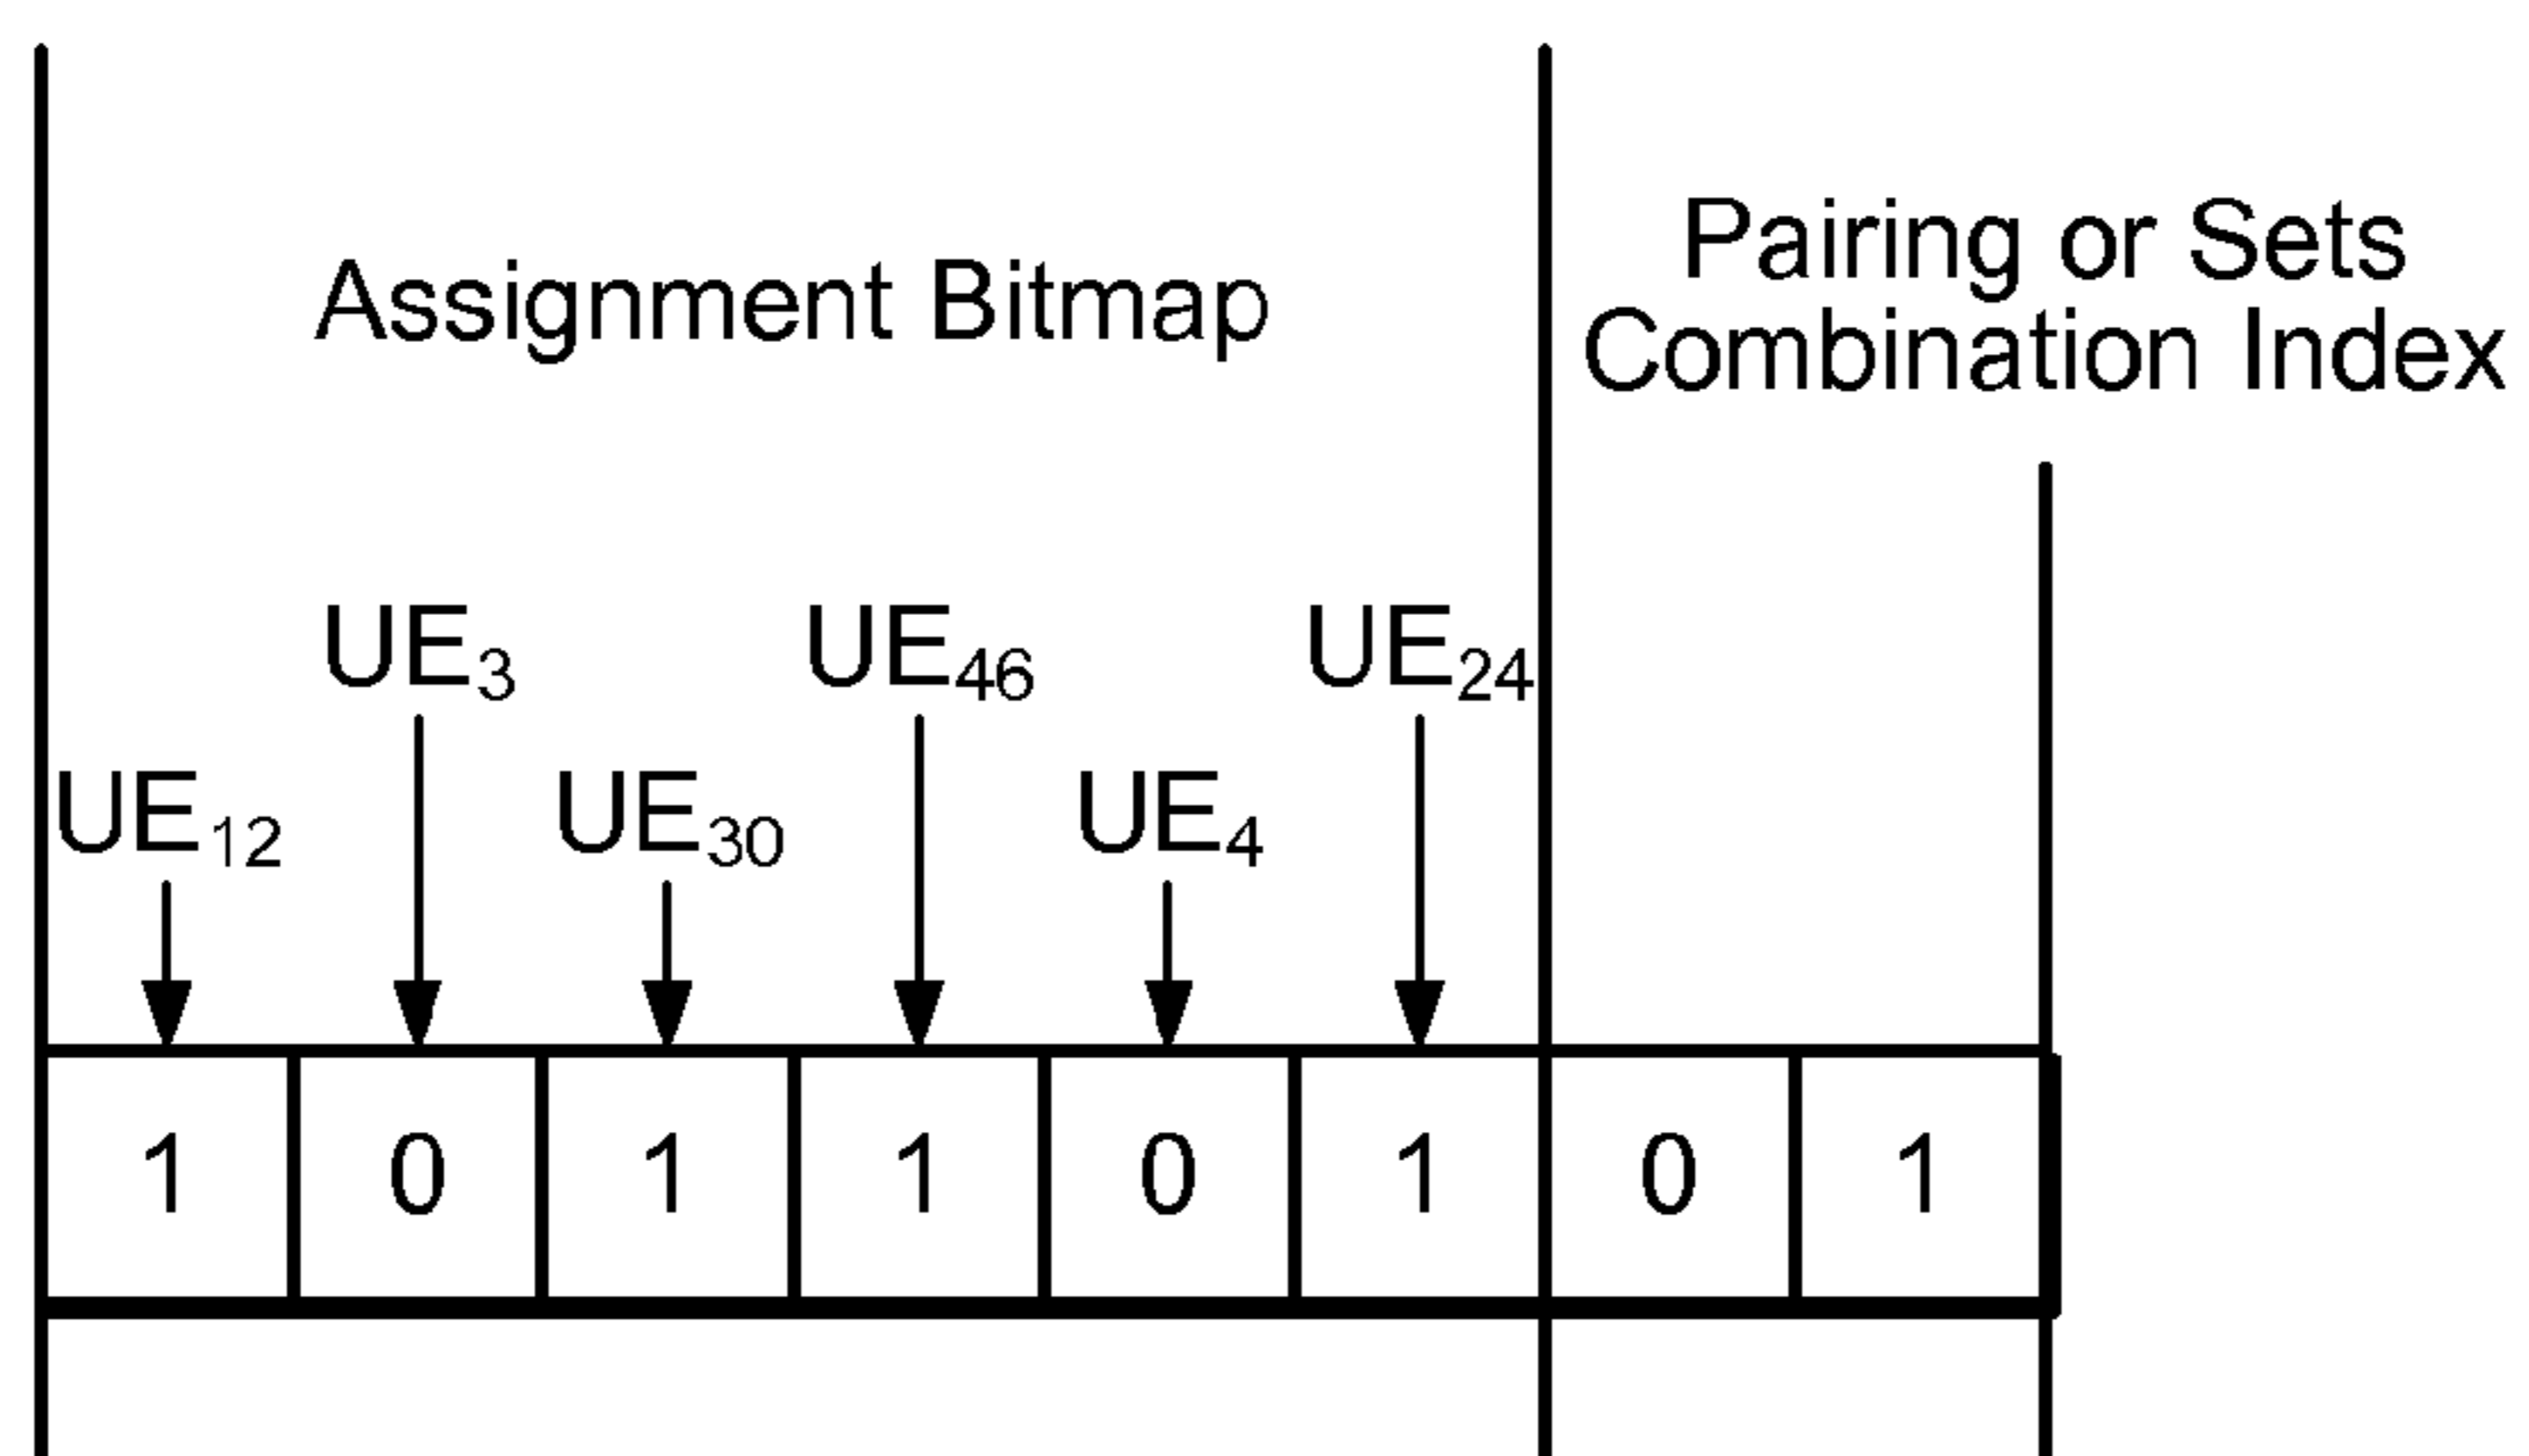 Assignment Bitmap
Pairing or Sets
Combination Index
UE3 UE46 UE24
UE12 UE30 UE4
1 0 1 1 0 1 0 1